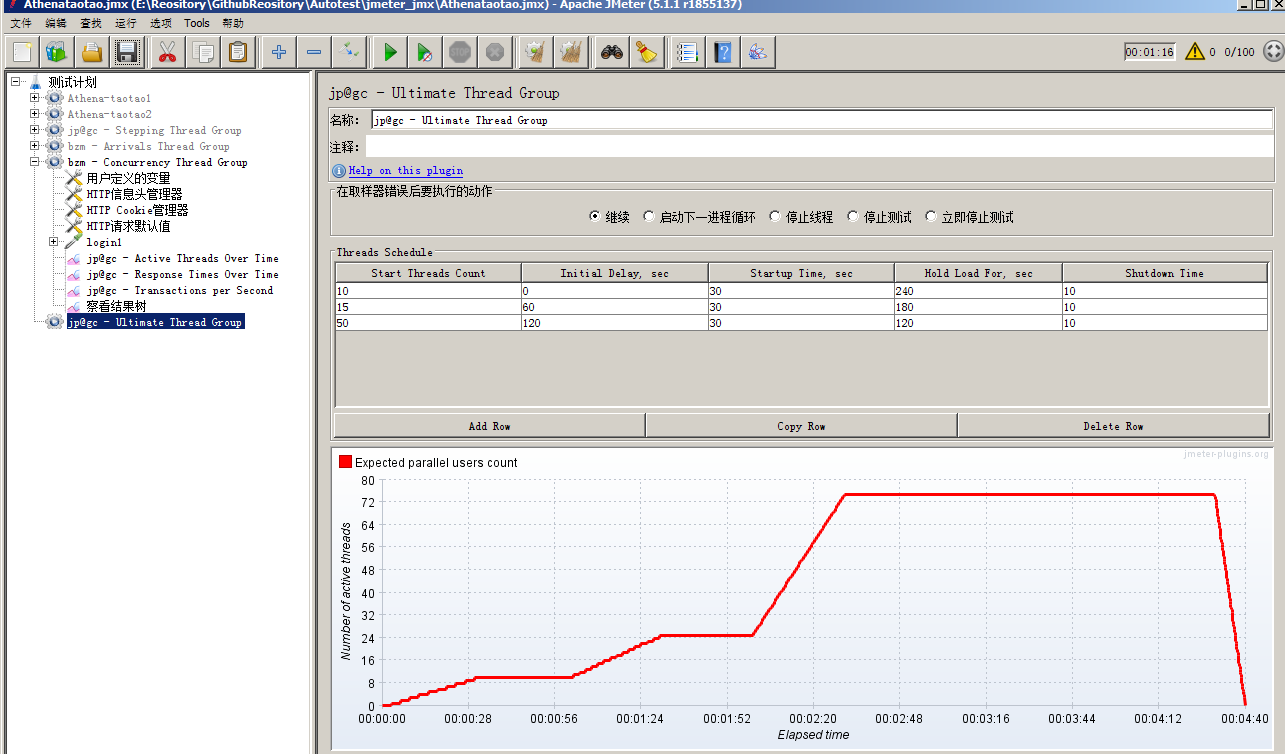 Athenataotao.jmx (E:\Reository\GithubReository\Autotest\jmeter_jmx\Athenataotao.jmx) - Apache JMeter (5.1.1 r1855137)
文件 编辑 查找 运行 选项 Tools 帮助
00:01:16 0 0/100
测试计划
Athena-taotao1
Athena-taotao2
jp@gc - Stepping Thread Group
bzm - Arrivals Thread Group
bzm - Concurrency Thread Group
用户定义的变量
HTTP信息头管理器
HTTP Cookie管理器
HTTP请求默认值
login1
jp@gc - Active Threads Over Time
jp@gc - Response Times Over Time
jp@gc - Transactions per Second
察看结果树
jp@gc - Ultimate Thread Group
jp@gc - Ultimate Thread Group
名称: jp@gc - Ultimate Thread Group
注释:
Help on this plugin
在取样器错误后要执行的动作
继续 启动下一进程循环 停止线程 停止测试 立即停止测试
Threads Schedule
Start Threads Count Initial Delay, sec Startup Time, sec Hold Load For, sec Shutdown Time
10 0 30 240 10
15 60 30 180 10
50 120 30 120 10
Add Row Copy Row Delete Row
jmeter-plugins.org
Expected parallel users count
80
72
64
56
48
40
32
24
16
8
0
Number of active threads
00:00:00 00:00:28 00:00:56 00:01:24 00:01:52 00:02:20 00:02:48 00:03:16 00:03:44 00:04:12 00:04:40
Elapsed time